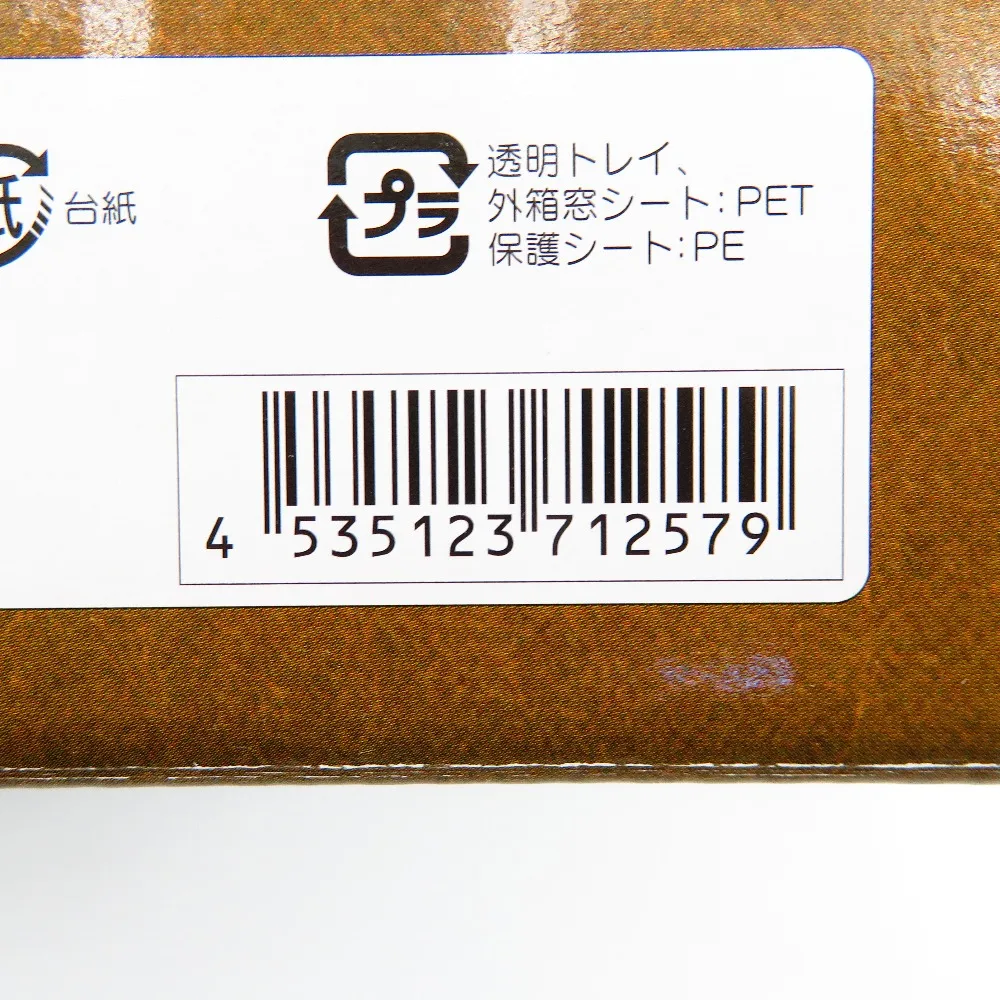 紙
台紙
プラ
透明トレイ、
外箱窓シート：PET
保護シート：PE
4 535123 712579